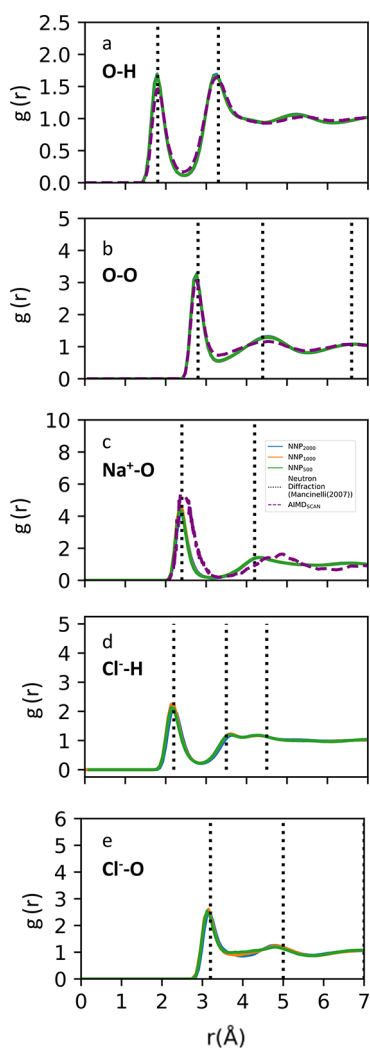 2.5
a
2.0
O-H
1.5
g (r)
1.0
0.5
0.0
5
b
4
O-O
3
g (r)
2
1
0
10
c
8
Na⁺-O
NNP₂₀₀₀
NNP₁₀₀₀
NNP₅₀₀
Neutron
Diffraction
(Mancinelli(2007))
AIMD_SCAN
6
g (r)
4
2
0
5
d
4
Cl⁻-H
3
g (r)
2
1
0
6
e
5
Cl⁻-O
4
g (r)
3
2
1
0
0 1 2 3 4 5 6 7
r(Å)